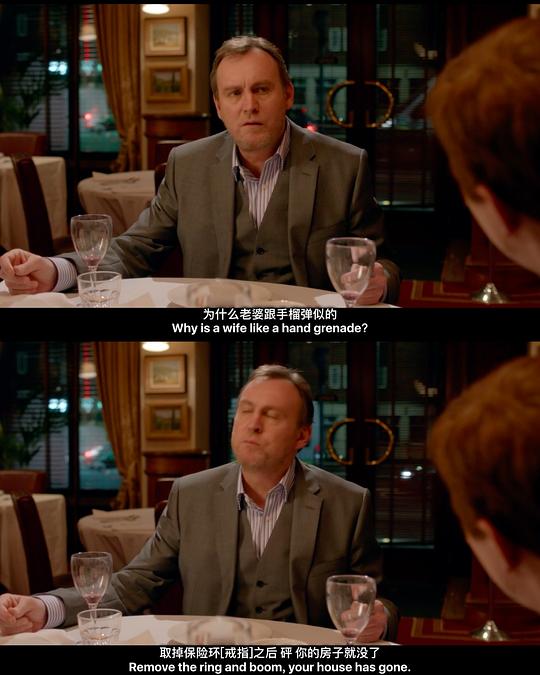 为什么老婆跟手榴弹似的
Why is a wife like a hand grenade?
取掉保险环[戒指]之后 砰 你的房子就没了
Remove the ring and boom, your house has gone.